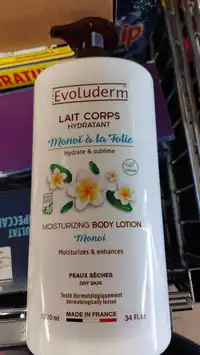 Evoluderm
LAIT CORPS
HYDRATANT
Monoï à la Folie
Hydrate & sublime
MOISTURIZING BODY LOTION
Monoi
Moisturizes & enhances
PEAUX SÈCHES
DRY SKIN
Testé dermatologiquement
Dermatologically tested
MADE IN FRANCE
34 fl.oz